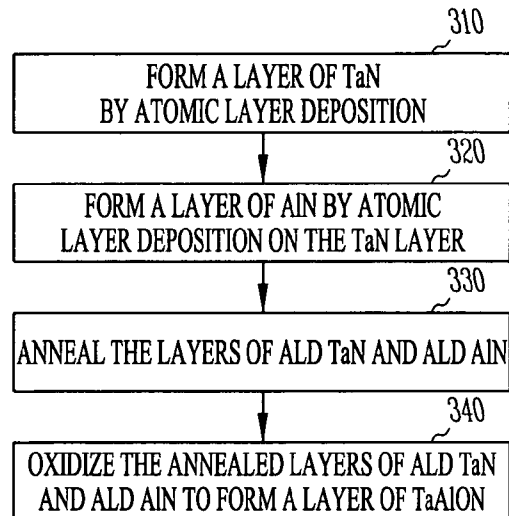 310
FORM A LAYER OF TaN
BY ATOMIC LAYER DEPOSITION
320
FORM A LAYER OF AlN BY ATOMIC
LAYER DEPOSITION ON THE TaN LAYER
330
ANNEAL THE LAYERS OF ALD TaN AND ALD AlN
340
OXIDIZE THE ANNEALED LAYERS OF ALD TaN
AND ALD AlN TO FORM A LAYER OF TaAlON